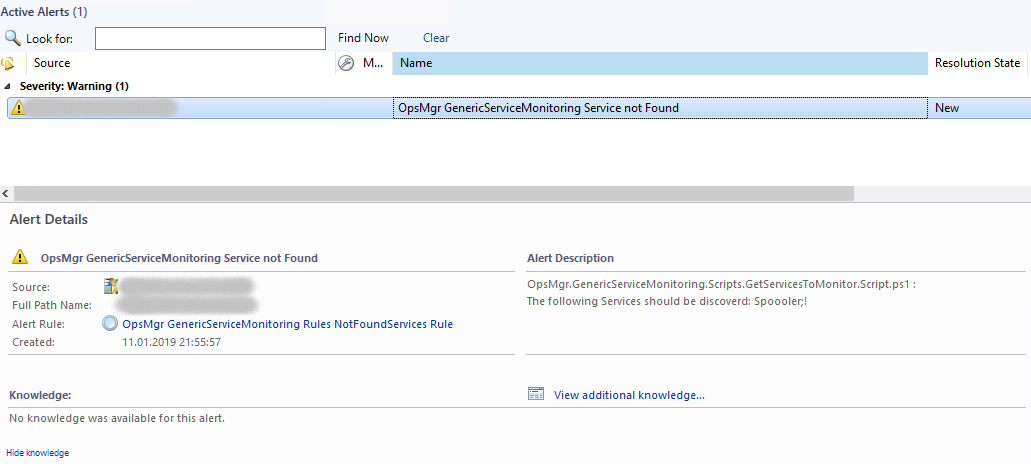 Active Alerts (1)
Look for:
Find Now
Clear
Source
M...
Name
Resolution State
Severity: Warning (1)
OpsMgr GenericServiceMonitoring Service not Found
New
Alert Details
OpsMgr GenericServiceMonitoring Service not Found
Source:
Full Path Name:
Alert Rule:
OpsMgr GenericServiceMonitoring Rules NotFoundServices Rule
Created:
11.01.2019 21:55:57
Alert Description
OpsMgr.GenericServiceMonitoring.Scripts.GetServicesToMonitor.Script.ps1 :
The following Services should be discoverd: Spoooler;!
Knowledge:
View additional knowledge...
No knowledge was available for this alert.
Hide knowledge